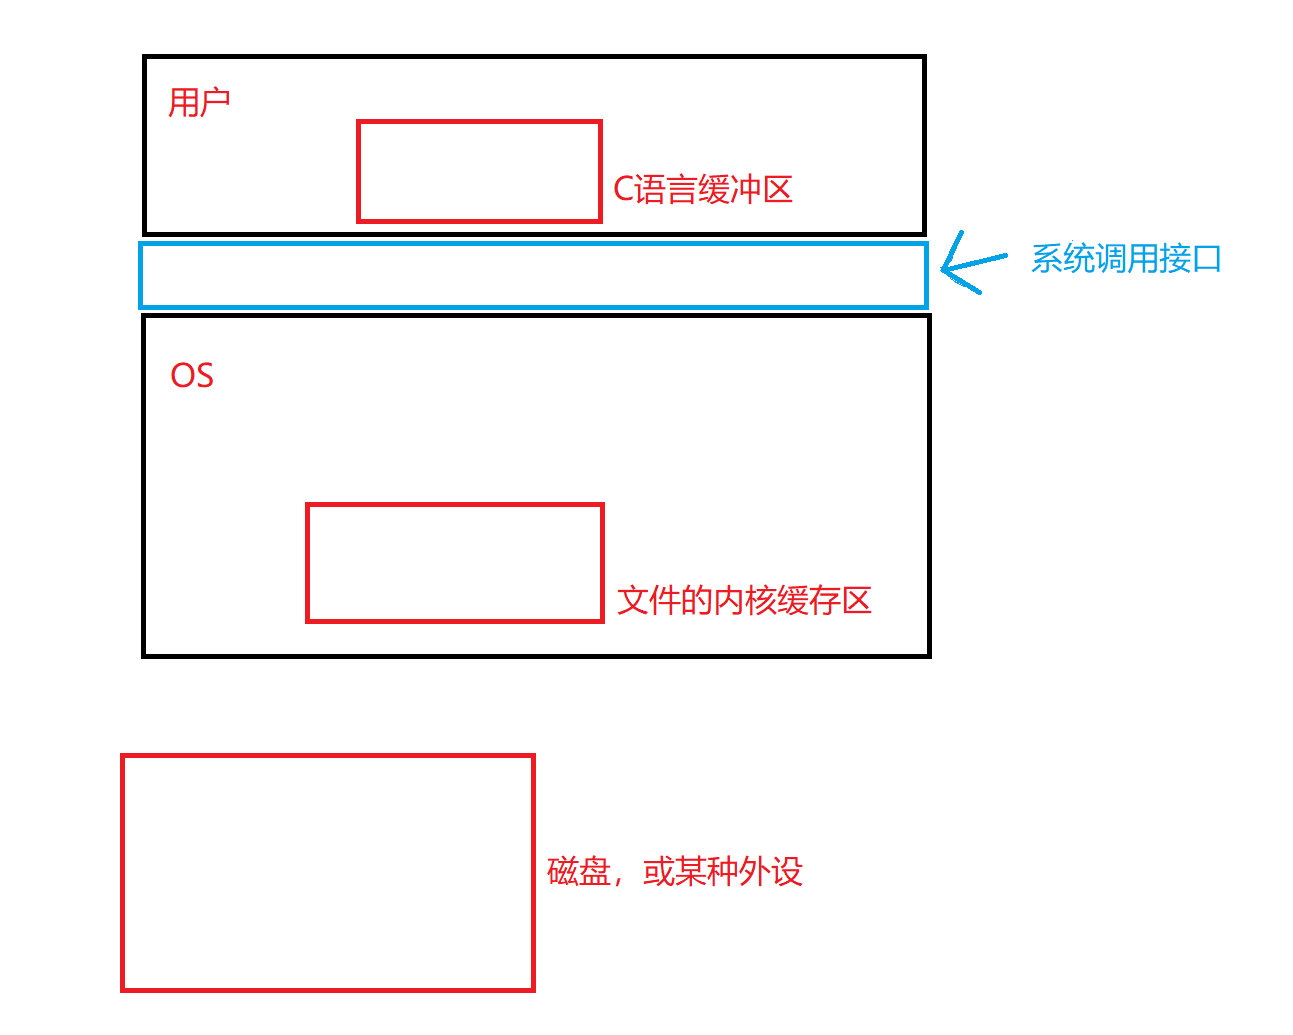 用户
C语言缓冲区
系统调用接口
OS
文件的内核缓存区
磁盘，或某种外设